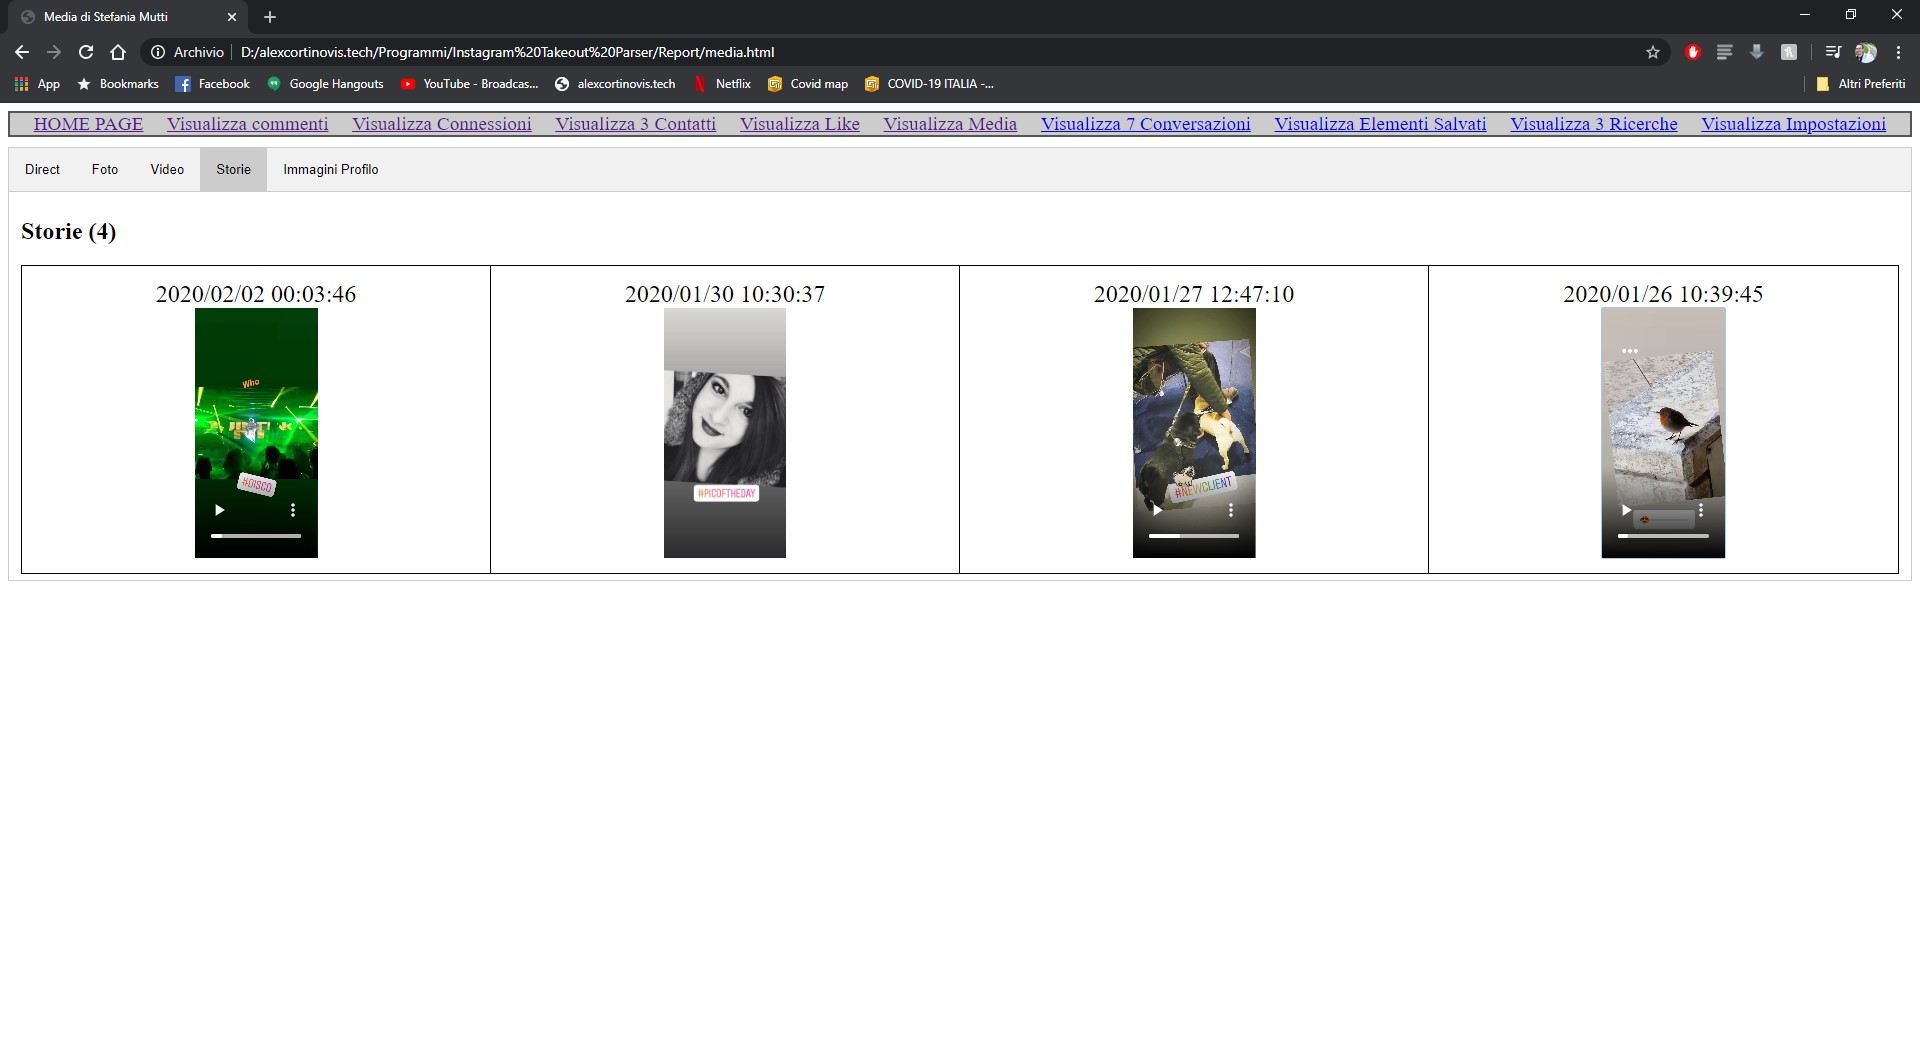 Media di Stefania Mutti
Archivio D:/alexcortinovis.tech/Programmi/Instagram%20Takeout%20Parser/Report/media.html
App Bookmarks Facebook Google Hangouts YouTube - Broadcas... alexcortinovis.tech Netflix Covid map COVID-19 ITALIA -... Altri Preferiti
HOME PAGE Visualizza commenti Visualizza Connessioni Visualizza 3 Contatti Visualizza Like Visualizza Media Visualizza 7 Conversazioni Visualizza Elementi Salvati Visualizza 3 Ricerche Visualizza Impostazioni
Direct Foto Video Storie Immagini Profilo
Storie (4)
2020/02/02 00:03:46 2020/01/30 10:30:37 2020/01/27 12:47:10 2020/01/26 10:39:45
Who
#DISCO
#PICOFTHEDAY
#NEWCLIENT